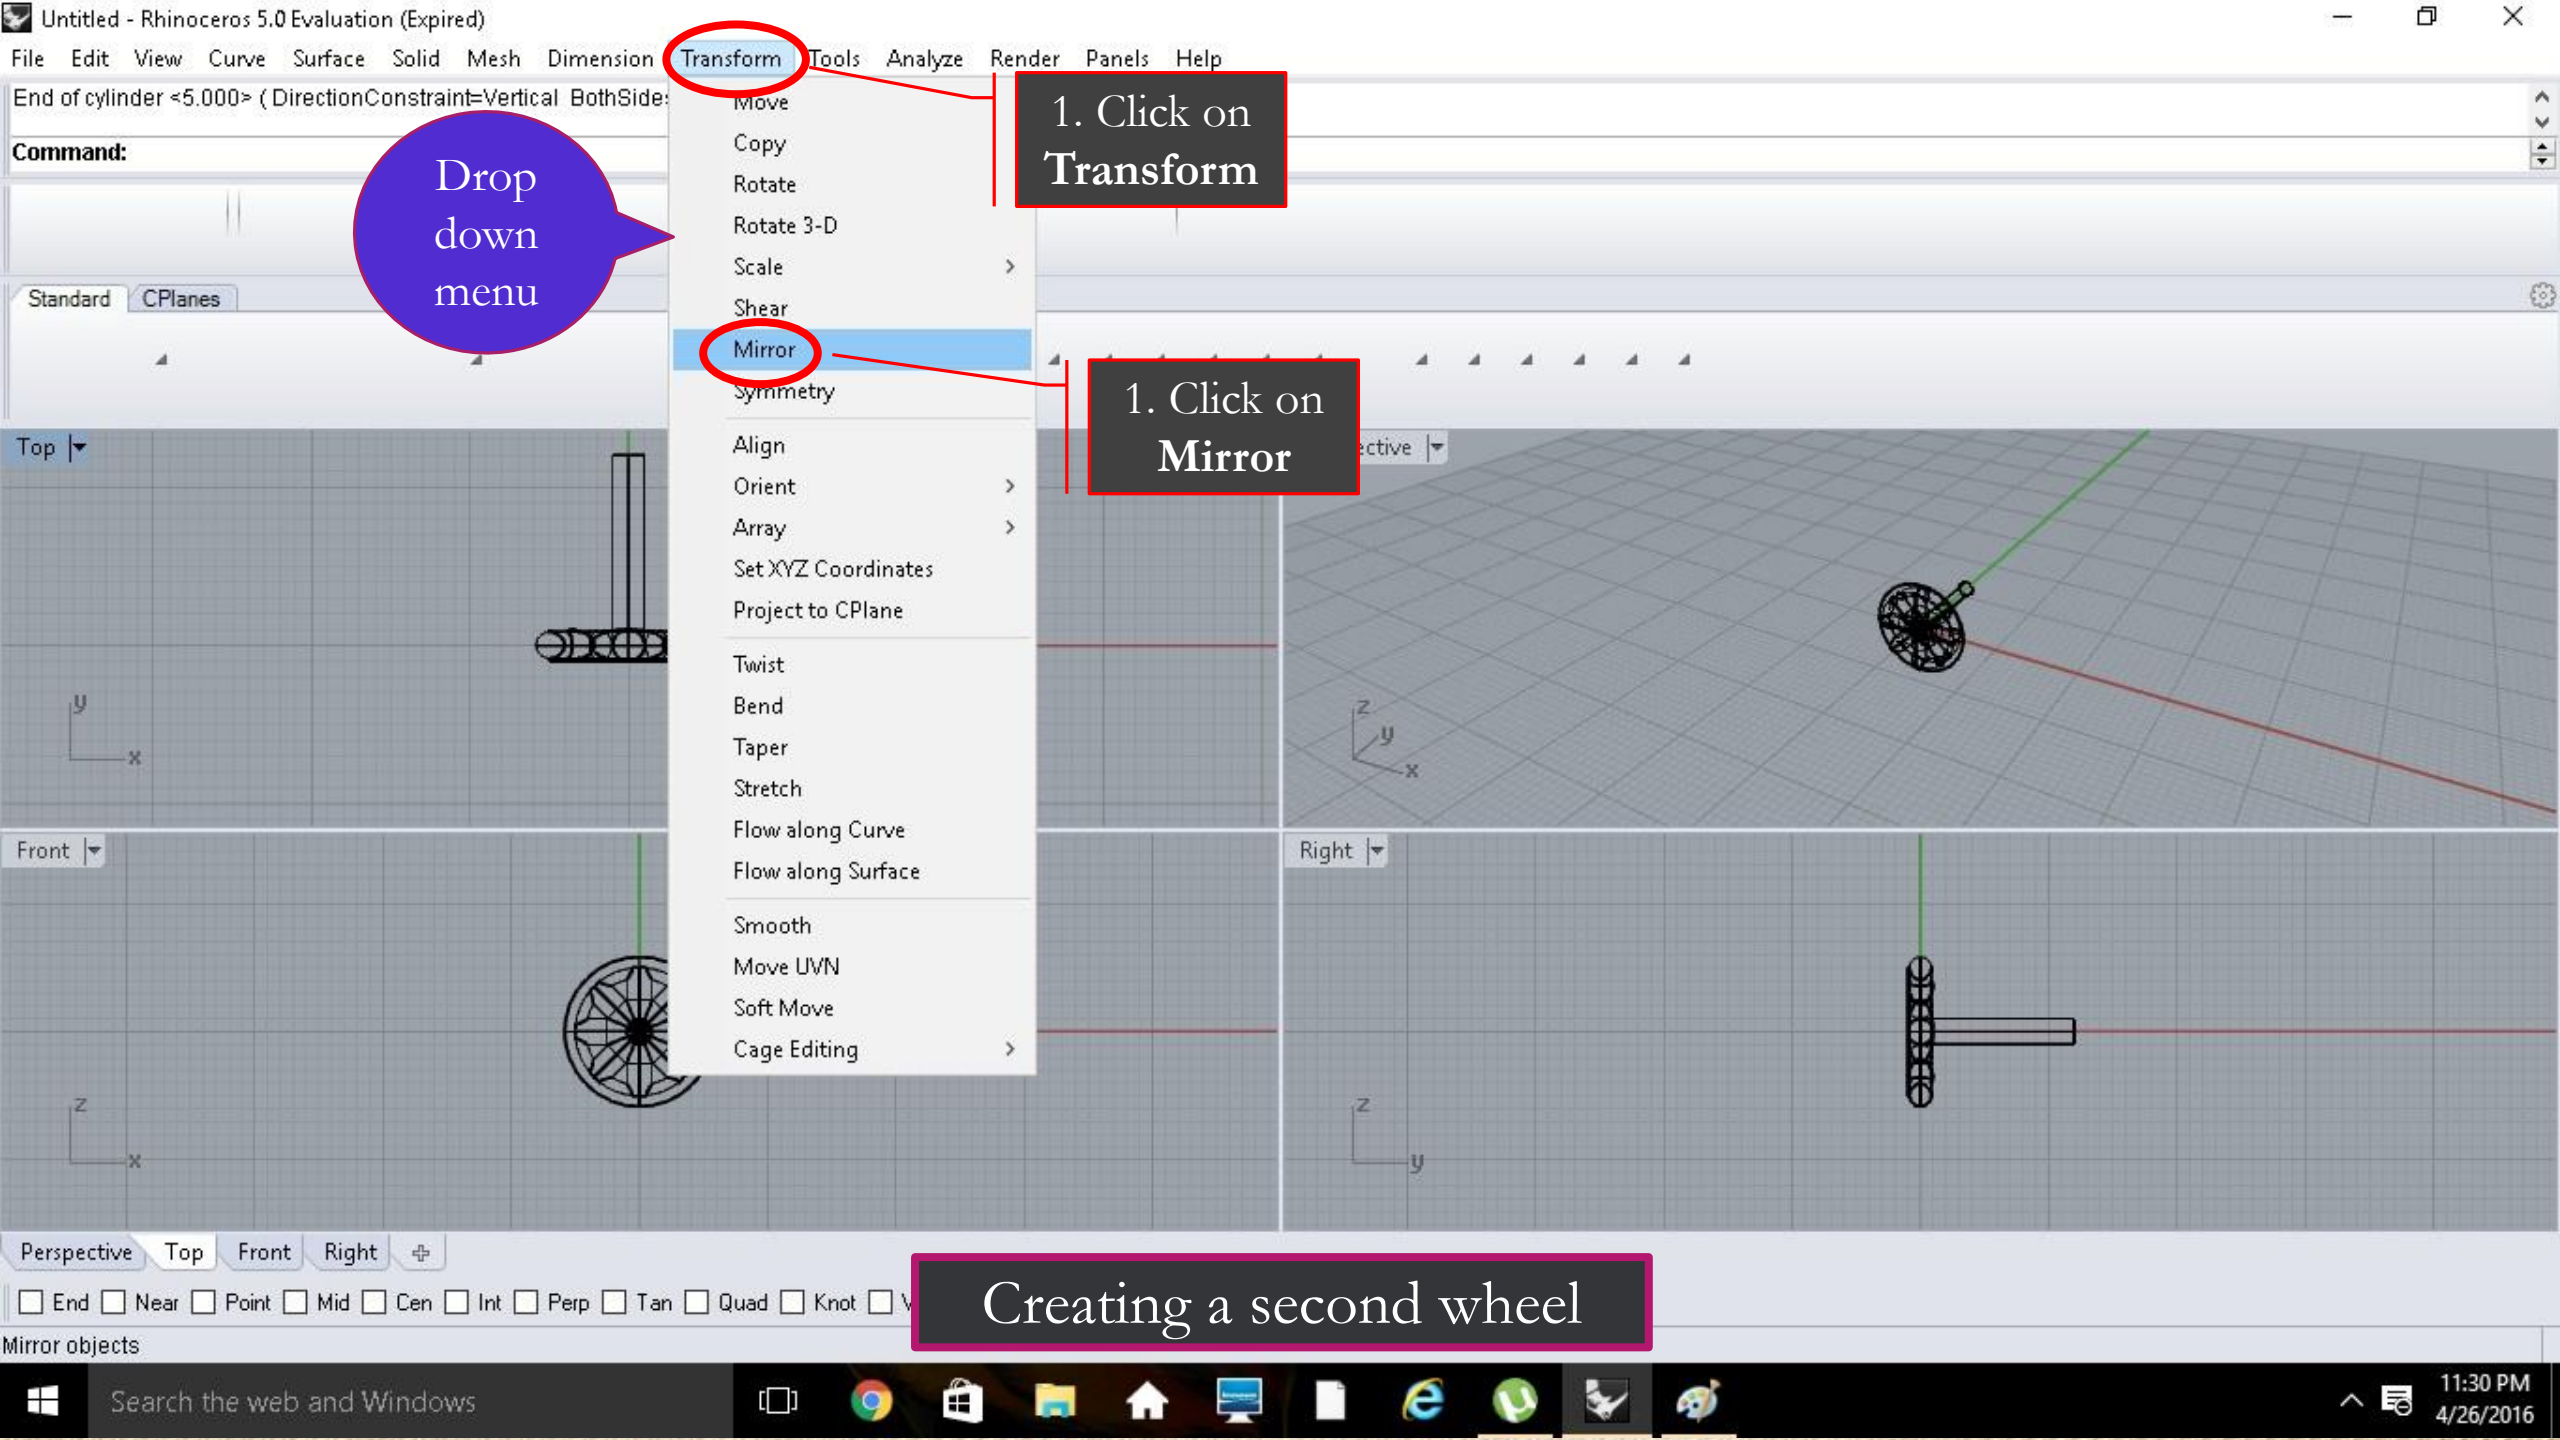 Untitled - Rhinoceros 5.0 Evaluation (Expired)
File Edit View Curve Surface Solid Mesh Dimension Transform Tools Analyze Render Panels Help
End of cylinder <5.000> ( DirectionConstraint=Vertical BothSides
Command:
Drop
down
menu
Move
Copy
Rotate
Rotate 3-D
Scale
Shear
Mirror
Symmetry
Align
Orient
Array
Set XYZ Coordinates
Project to CPlane
Twist
Bend
Taper
Stretch
Flow along Curve
Flow along Surface
Smooth
Move UVN
Soft Move
Cage Editing
1. Click on
Transform
1. Click on
Mirror
Standard CPlanes
Top
y
x
ective
z
y
x
Front
z
x
Right
z
y
Perspective Top Front Right
End Near Point Mid Cen Int Perp Tan Quad Knot
Creating a second wheel
Mirror objects
Search the web and Windows
11:30 PM
4/26/2016